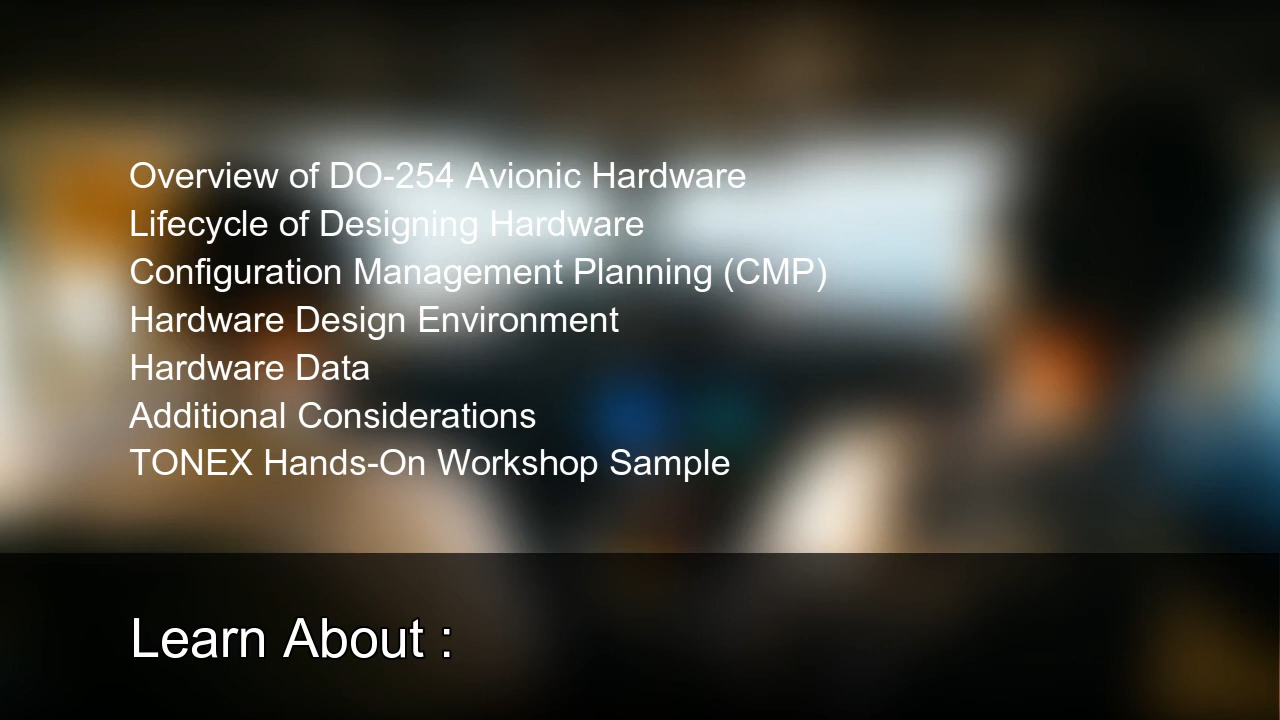 Overview of DO-254 Avionic Hardware
Lifecycle of Designing Hardware
Configuration Management Planning (CMP)
Hardware Design Environment
Hardware Data
Additional Considerations
TONEX Hands-On Workshop Sample
Learn About :